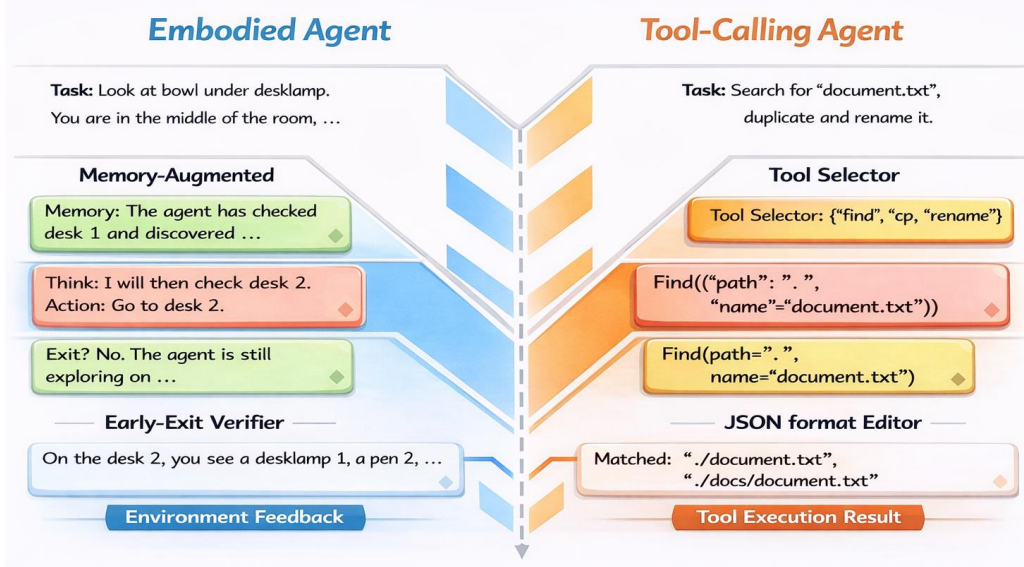 Embodied Agent
Task: Look at bowl under desklamp.
You are in the middle of the room, ...
Memory-Augmented
Memory: The agent has checked
desk 1 and discovered ...
Think: I will then check desk 2.
Action: Go to desk 2.
Exit? No. The agent is still
exploring on ...
Early-Exit Verifier
On the desk 2, you see a desklamp 1, a pen 2, ...
Environment Feedback
Tool-Calling Agent
Task: Search for “document.txt”,
duplicate and rename it.
Tool Selector
Tool Selector: {“find”, “cp, “rename”}
Find((“path”: ”. ”,
“name”=“document.txt”))
Find(path=”. ”,
name=“document.txt”)
JSON format Editor
Matched: “./document.txt”,
“./docs/document.txt”
Tool Execution Result